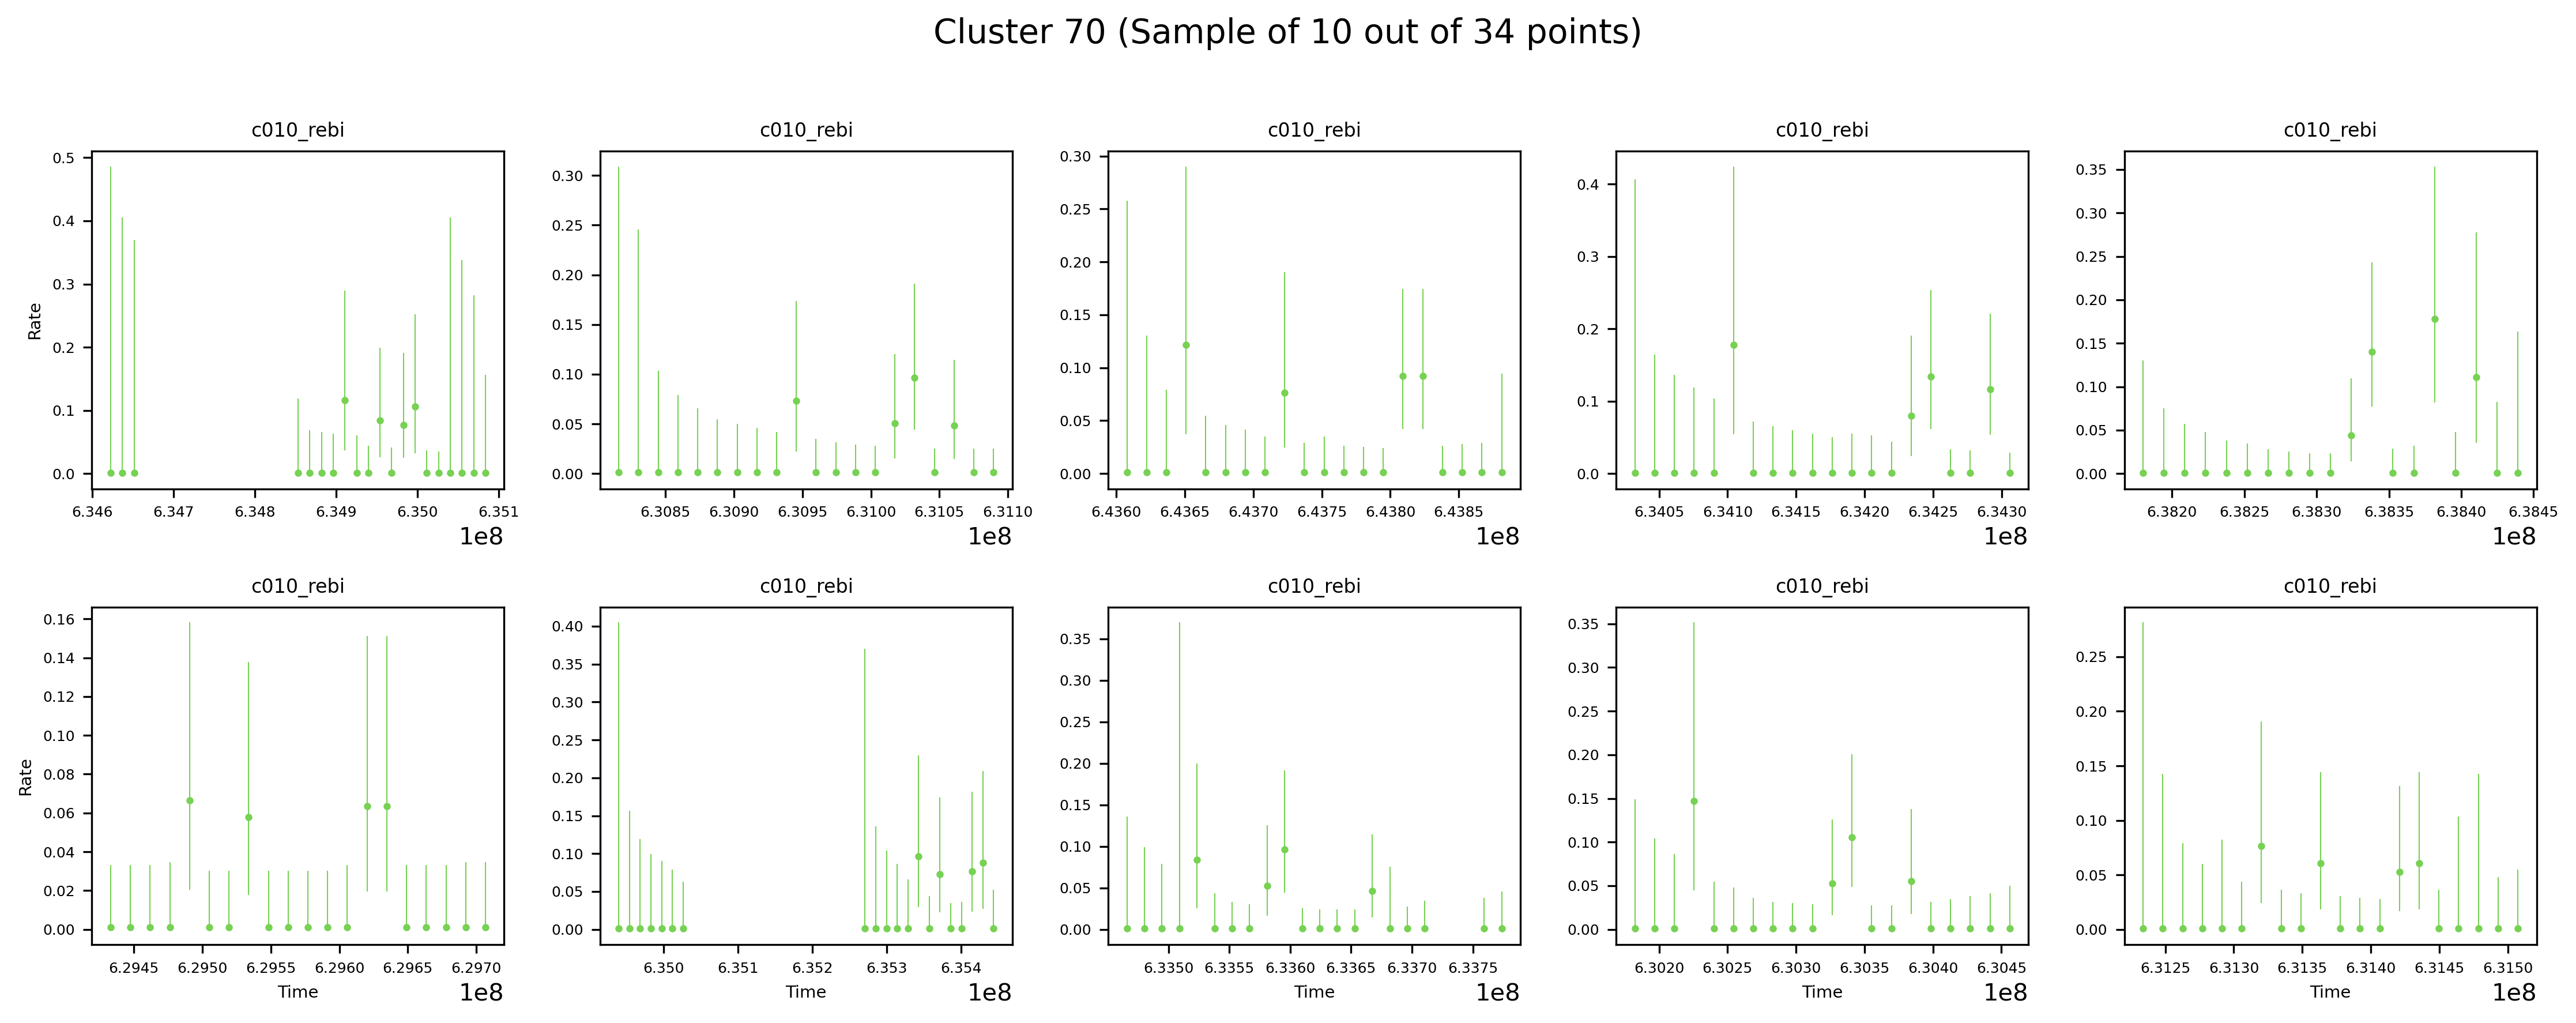 Cluster 70 (Sample of 10 out of 34 points)
c010_rebi c010_rebi c010_rebi c010_rebi c010_rebi
0.5
0.4
0.3
0.2
0.1
0.0
Rate
6.346 6.347 6.348 6.349 6.350 6.351
1e8
0.30
0.25
0.20
0.15
0.10
0.05
0.00
6.3085 6.3090 6.3095 6.3100 6.3105 6.3110
1e8
0.30
0.25
0.20
0.15
0.10
0.05
0.00
6.4360 6.4365 6.4370 6.4375 6.4380 6.4385
1e8
0.4
0.3
0.2
0.1
0.0
6.3405 6.3410 6.3415 6.3420 6.3425 6.3430
1e8
0.35
0.30
0.25
0.20
0.15
0.10
0.05
0.00
6.3820 6.3825 6.3830 6.3835 6.3840 6.3845
1e8
c010_rebi c010_rebi c010_rebi c010_rebi c010_rebi
0.16
0.14
0.12
0.10
0.08
0.06
0.04
0.02
0.00
Rate
6.2945 6.2950 6.2955 6.2960 6.2965 6.2970
Time
1e8
0.40
0.35
0.30
0.25
0.20
0.15
0.10
0.05
0.00
6.350 6.351 6.352 6.353 6.354
Time
1e8
0.35
0.30
0.25
0.20
0.15
0.10
0.05
0.00
6.3350 6.3355 6.3360 6.3365 6.3370 6.3375
Time
1e8
0.35
0.30
0.25
0.20
0.15
0.10
0.05
0.00
6.3020 6.3025 6.3030 6.3035 6.3040 6.3045
Time
1e8
0.25
0.20
0.15
0.10
0.05
0.00
6.3125 6.3130 6.3135 6.3140 6.3145 6.3150
Time
1e8